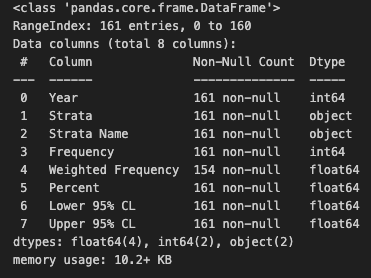 <class 'pandas.core.frame.DataFrame'>
RangeIndex: 161 entries, 0 to 160
Data columns (total 8 columns):
 #   Column              Non-Null Count  Dtype
---  ------              --------------  -----
 0   Year                161 non-null    int64
 1   Strata              161 non-null    object
 2   Strata Name         161 non-null    object
 3   Frequency           161 non-null    int64
 4   Weighted Frequency  154 non-null    float64
 5   Percent             161 non-null    float64
 6   Lower 95% CL        161 non-null    float64
 7   Upper 95% CL        161 non-null    float64
dtypes: float64(4), int64(2), object(2)
memory usage: 10.2+ KB